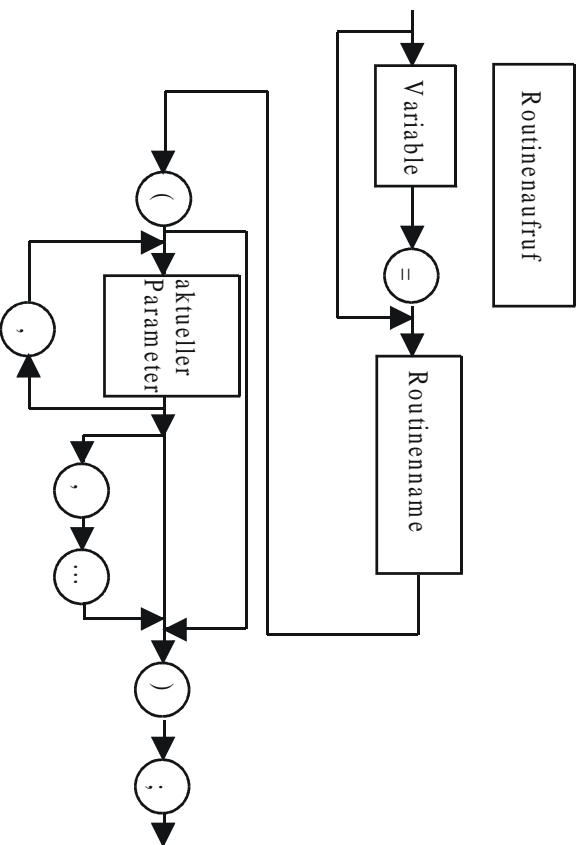 Routinenaufruf
Variable
=
Routinenname
(
aktueller
Parameter
,
,
...
)
;